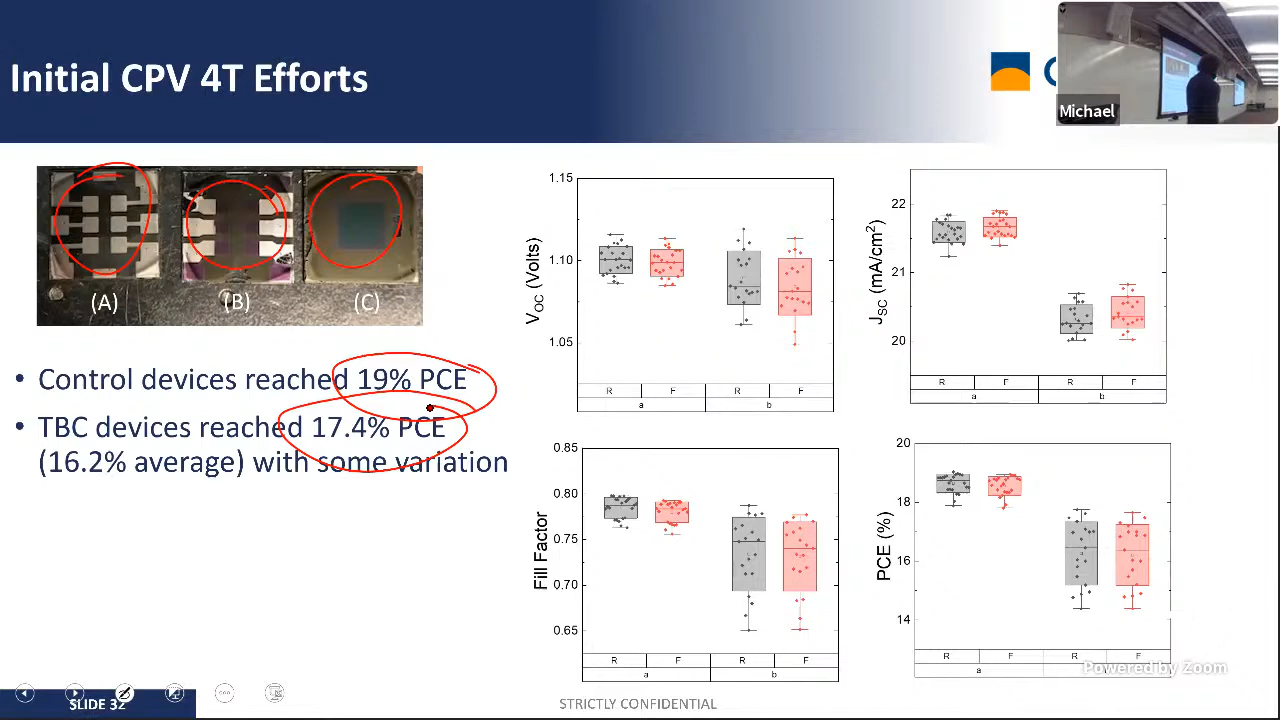 Initial CPV 4T Efforts
Michael
(A) (B) (C)
• Control devices reached 19% PCE
• TBC devices reached 17.4% PCE
(16.2% average) with some variation
1.15
1.10
1.05
V_OC (Volts)
R F R F
a b
22
21
20
J_SC (mA/cm²)
R F R F
a b
0.85
0.80
0.75
0.70
0.65
Fill Factor
R F R F
a b
20
18
16
14
PCE (%)
R F R F
a b
Powered by Zoom
SLIDE 32
STRICTLY CONFIDENTIAL